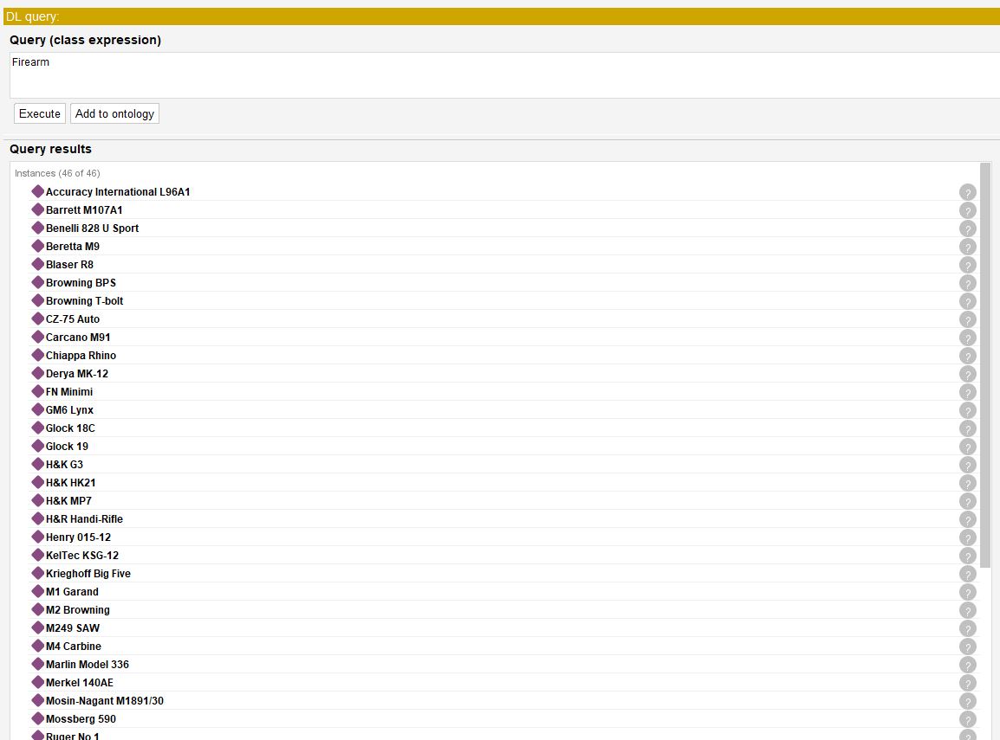 DL query:
Query (class expression)
Firearm
Execute Add to ontology
Query results
Instances (46 of 46)
Accuracy International L96A1 ?
Barrett M107A1 ?
Benelli 828 U Sport ?
Beretta M9 ?
Blaser R8 ?
Browning BPS ?
Browning T-bolt ?
CZ-75 Auto ?
Carcano M91 ?
Chiappa Rhino ?
Derya MK-12 ?
FN Minimi ?
GM6 Lynx ?
Glock 18C ?
Glock 19 ?
H&K G3 ?
H&K HK21 ?
H&K MP7 ?
H&R Handi-Rifle ?
Henry 015-12 ?
KelTec KSG-12 ?
Krieghoff Big Five ?
M1 Garand ?
M2 Browning ?
M249 SAW ?
M4 Carbine ?
Marlin Model 336 ?
Merkel 140AE ?
Mosin-Nagant M1891/30 ?
Mossberg 590 ?
Ruger No 1 ?